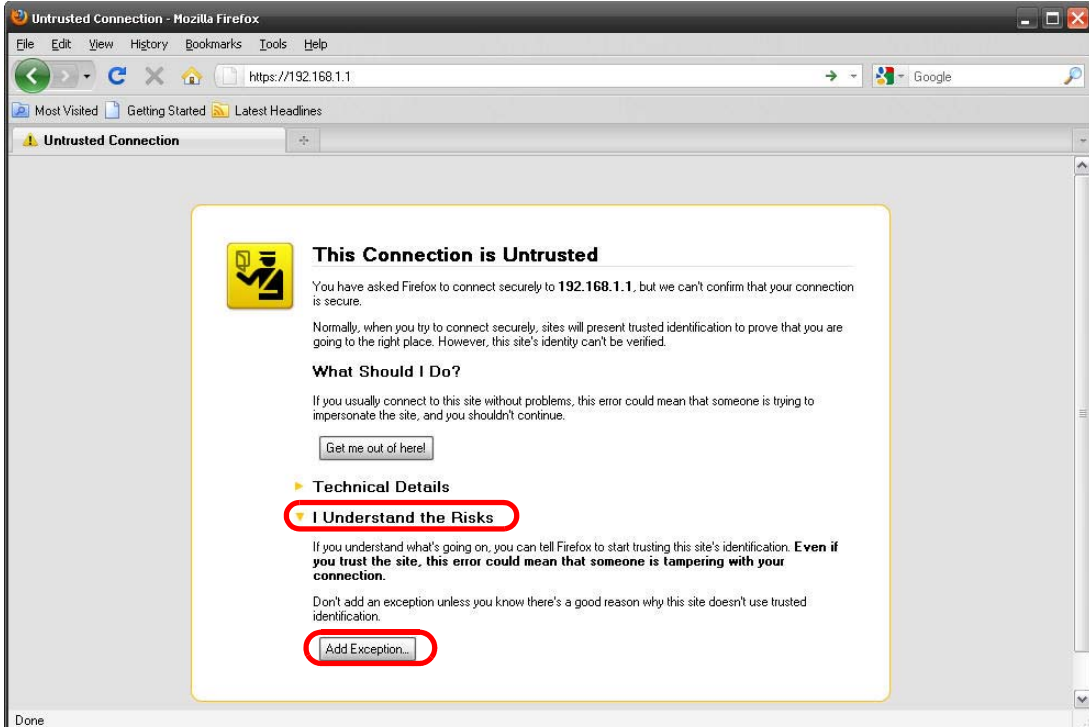 Untrusted Connection - Mozilla Firefox
File Edit View History Bookmarks Tools Help
https://192.168.1.1
Google
Most Visited Getting Started Latest Headlines
Untrusted Connection
This Connection is Untrusted
You have asked Firefox to connect securely to 192.168.1.1, but we can't confirm that your connection
is secure.
Normally, when you try to connect securely, sites will present trusted identification to prove that you are
going to the right place. However, this site's identity can't be verified.
What Should I Do?
If you usually connect to this site without problems, this error could mean that someone is trying to
impersonate the site, and you shouldn't continue.
Get me out of here!
Technical Details
I Understand the Risks
If you understand what's going on, you can tell Firefox to start trusting this site's identification. Even if
you trust the site, this error could mean that someone is tampering with your
connection.
Don't add an exception unless you know there's a good reason why this site doesn't use trusted
identification.
Add Exception...
Done